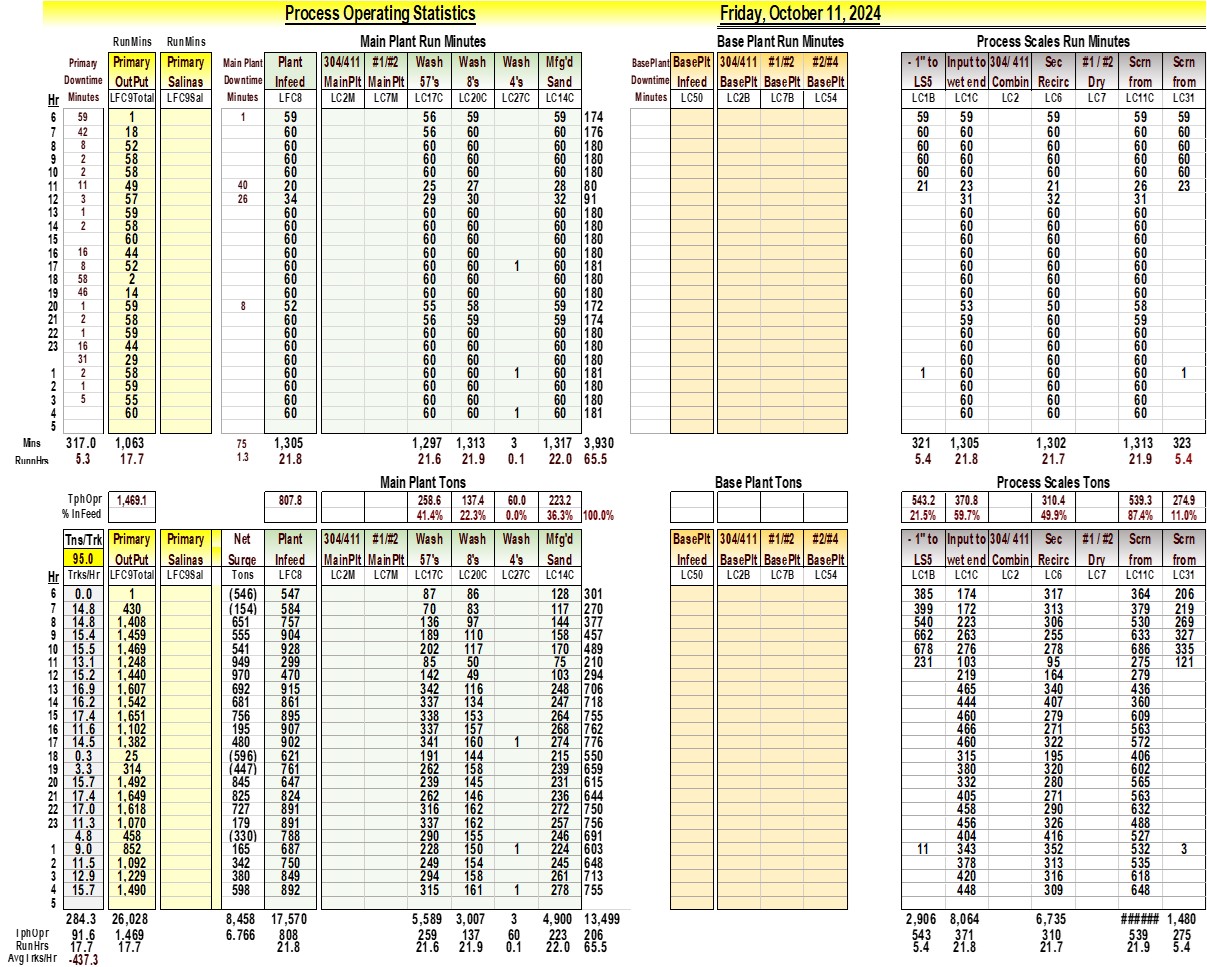 Process Operating Statistics Friday, October 11, 2024
RunMins RunMins Main Plant Run Minutes Base Plant Run Minutes Process Scales Run Minutes
Primary Primary Primary Main Plant Plant 304/411 #1/#2 Wash Wash Wash Mfg'd BasePlant BasePlt 304/411 #1/#2 #2/#4 - 1" to Input to 304/ 411 Sec #1 / #2 Scrn Scrn
Downtime OutPut Salinas Downtime Infeed MainPlt MainPlt 57's 8's 4's Sand Downtime Infeed BasePlt BasePlt BasePlt LS5 wet end Combin Recirc Dry from from
Hr Minutes LFC9Total LFC9Sal Minutes LFC8 LC2M LC7M LC17C LC20C LC27C LC14C Minutes LC50 LC2B LC7B LC54 LC1B LC1C LC2 LC6 LC7 LC11C LC31
6 59 1 1 59 56 59 59 174 59 59 59 59 59
7 42 18 60 56 60 60 176 60 60 60 60 60
8 8 52 60 60 60 60 180 60 60 60 60 60
9 2 58 60 60 60 60 180 60 60 60 60 60
10 2 58 60 60 60 60 180 60 60 60 60 60
11 11 49 40 20 25 27 28 80 21 23 21 26 23
12 3 57 26 34 29 30 32 91 31 32 31
13 1 59 60 60 60 60 180 60 60 60
14 2 58 60 60 60 60 180 60 60 60
15 60 60 60 60 60 180 60 60 60
16 16 44 60 60 60 60 180 60 60 60
17 8 52 60 60 60 1 60 181 60 60 60
18 58 2 60 60 60 60 180 60 60 60
19 46 14 60 60 60 60 180 60 60 60
20 1 59 8 52 55 58 59 172 53 50 58
21 2 58 60 56 59 60 174 60 59 59
22 1 59 60 60 60 60 180 60 60 60
23 16 44 60 60 60 60 180 60 60 60
31 29 60 60 60 60 180 60 60 60
1 2 58 60 60 60 1 60 181 1 60 60 60 1
2 1 59 60 60 60 60 180 60 60 60
3 5 55 60 60 60 60 180 60 60 60
4 60 60 60 60 1 60 181 60 60 60
5
Mins 317.0 1,063 75 1,305 1,297 1,313 3 1,317 3,930 321 1,305 1,302 1,313 323
RunnHrs 5.3 17.7 1.3 21.8 21.6 21.9 0.1 22.0 65.5 5.4 21.8 21.7 21.9 5.4
Main Plant Tons Base Plant Tons Process Scales Tons
TphOpr 1,469.1 807.8 258.6 137.4 60.0 223.2 543.2 370.8 310.4 539.3 274.9
% InFeed 41.4% 22.3% 0.0% 36.3% 100.0% 21.5% 59.7% 49.9% 87.4% 11.0%
Tns/Trk Primary Primary Net Plant 304/411 #1/#2 Wash Wash Wash Mfg'd BasePlt 304/411 #1/#2 #2/#4 - 1" to Input to 304/ 411 Sec #1 / #2 Scrn Scrn
95.0 OutPut Salinas Surge Infeed MainPlt MainPlt 57's 8's 4's Sand Infeed BasePlt BasePlt BasePlt LS5 wet end Combin Recirc Dry from from
Hr Trks/Hr LFC9Total LFC9Sal Tons LFC8 LC2M LC7M LC17C LC20C LC27C LC14C LC50 LC2B LC7B LC54 LC1B LC1C LC2 LC6 LC7 LC11C LC31
6 0.0 1 (546) 547 87 86 128 301 385 174 317 364 206
7 14.8 430 (154) 584 70 83 117 270 399 172 313 379 219
8 14.8 1,408 651 757 136 97 144 377 540 223 306 530 269
9 15.4 1,459 555 904 189 110 158 457 662 263 255 633 327
10 15.5 1,469 541 928 202 117 170 489 678 276 278 686 335
11 13.1 1,248 949 299 85 50 75 210 231 103 95 275 121
12 15.2 1,440 970 470 142 49 103 294 219 164 279
13 16.9 1,607 692 915 342 116 248 706 465 340 436
14 16.2 1,542 681 861 337 134 247 718 444 407 360
15 17.4 1,651 756 895 338 153 264 755 460 279 609
16 11.6 1,102 195 907 337 157 268 762 466 271 563
17 14.5 1,382 480 902 341 160 1 274 776 460 322 572
18 0.3 25 (596) 621 191 144 215 550 315 195 406
19 3.3 314 (447) 761 262 158 239 659 380 320 602
20 15.7 1,492 845 647 239 145 231 615 332 280 565
21 17.4 1,649 825 824 262 146 236 644 405 271 563
22 17.0 1,618 727 891 316 162 272 750 458 290 632
23 11.3 1,070 179 891 337 162 257 756 456 326 488
4.8 458 (330) 788 290 155 246 691 404 416 527
1 9.0 852 165 687 228 150 1 224 603 11 343 352 532 3
2 11.5 1,092 342 750 249 154 245 648 378 313 535
3 12.9 1,229 380 849 294 158 261 713 420 316 618
4 15.7 1,490 598 892 315 161 1 278 755 448 309 648
5
284.3 26,028 8,458 17,570 5,589 3,007 3 4,900 13,499 2,906 8,064 6,735 ###### 1,480
TphOpr 91.6 1.469 6.766 808 259 137 60 223 206 543 371 310 539 275
RunHrs 17.7 17.7 21.8 21.6 21.9 0.1 22.0 65.5 5.4 21.8 21.7 21.9 5.4
AvgTrks/Hr -437.3